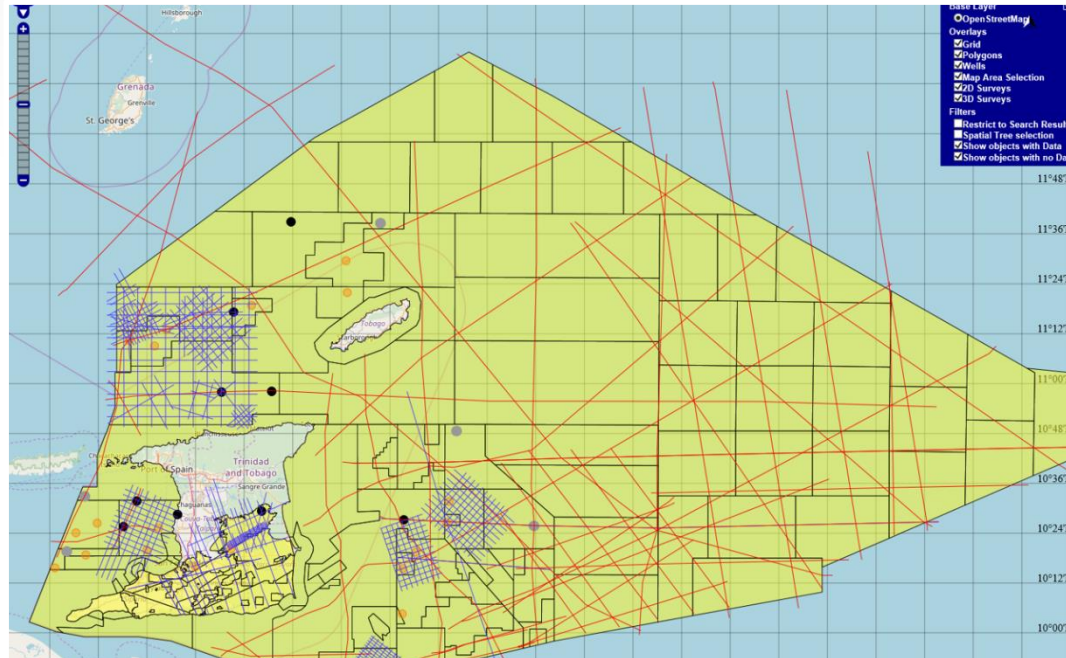 Hillsborough
Base Layer
OpenStreetMap
Overlays
Grid
Polygons
Wells
Map Area Selection
2D Surveys
3D Surveys
Filters
Restrict to Search Resul
Spatial Tree selection
Show objects with Data
Show objects with no Da
Grenada
Grenville
St. George's
11°48'
11°36'
11°24'
11°12'
Tobago
11°00'
10°48'
Port of Spain
Trinidad
and Tobago
Sangre Grande
10°36'
haguanas
10°24'
10°12'
10°00'